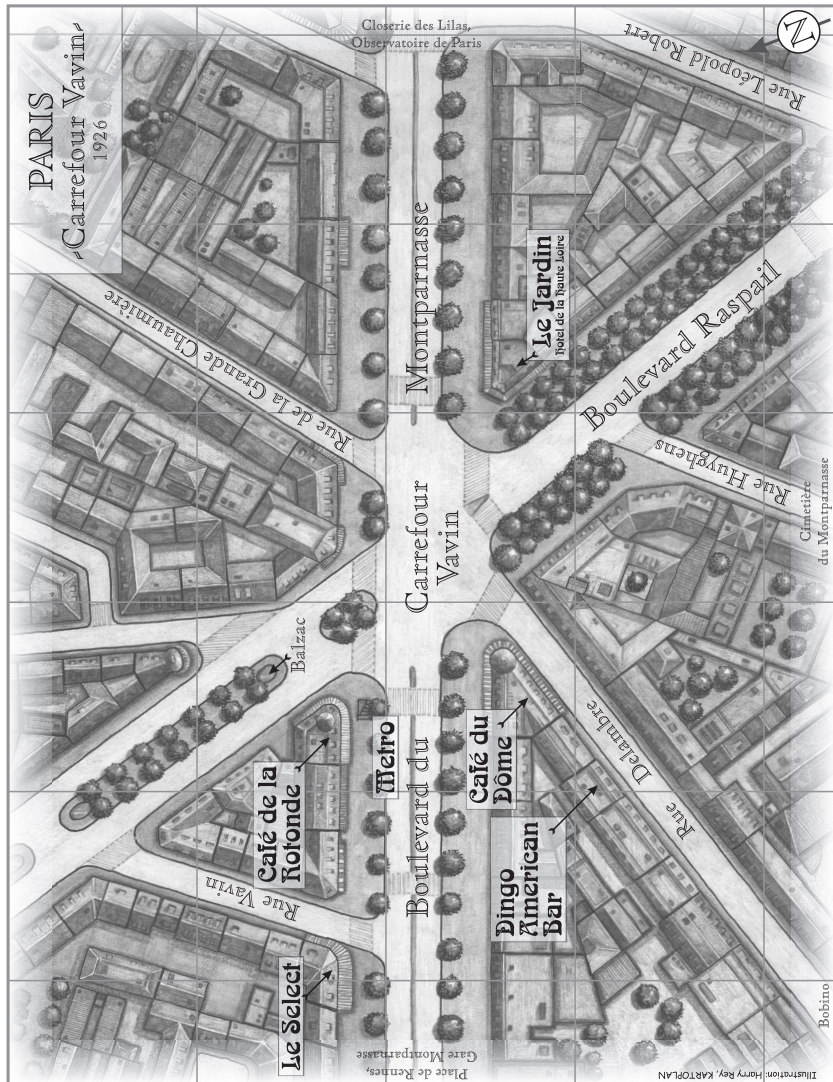 PARIS
«Carrefour Vavin»
1926
Closerie des Lilas,
Observatoire de Paris
Rue Léopold Robert
N
Rue de la Grande Chaumière
Montparnasse
Le Jardin
Hotel de la Haute Loire
Boulevard Raspail
Rue Huyghens
Cimetière
du Montparnasse
Carrefour
Vavin
Balzac
Metro
Café de la
Rotonde
Rue Vavin
Le Select
Boulevard du
Café du
Dôme
Dingo
American
Bar
Rue Delambre
Place de Rennes,
Gare Montparnasse
Bobino
Illustration: Harry Rey, KARTOPLAN